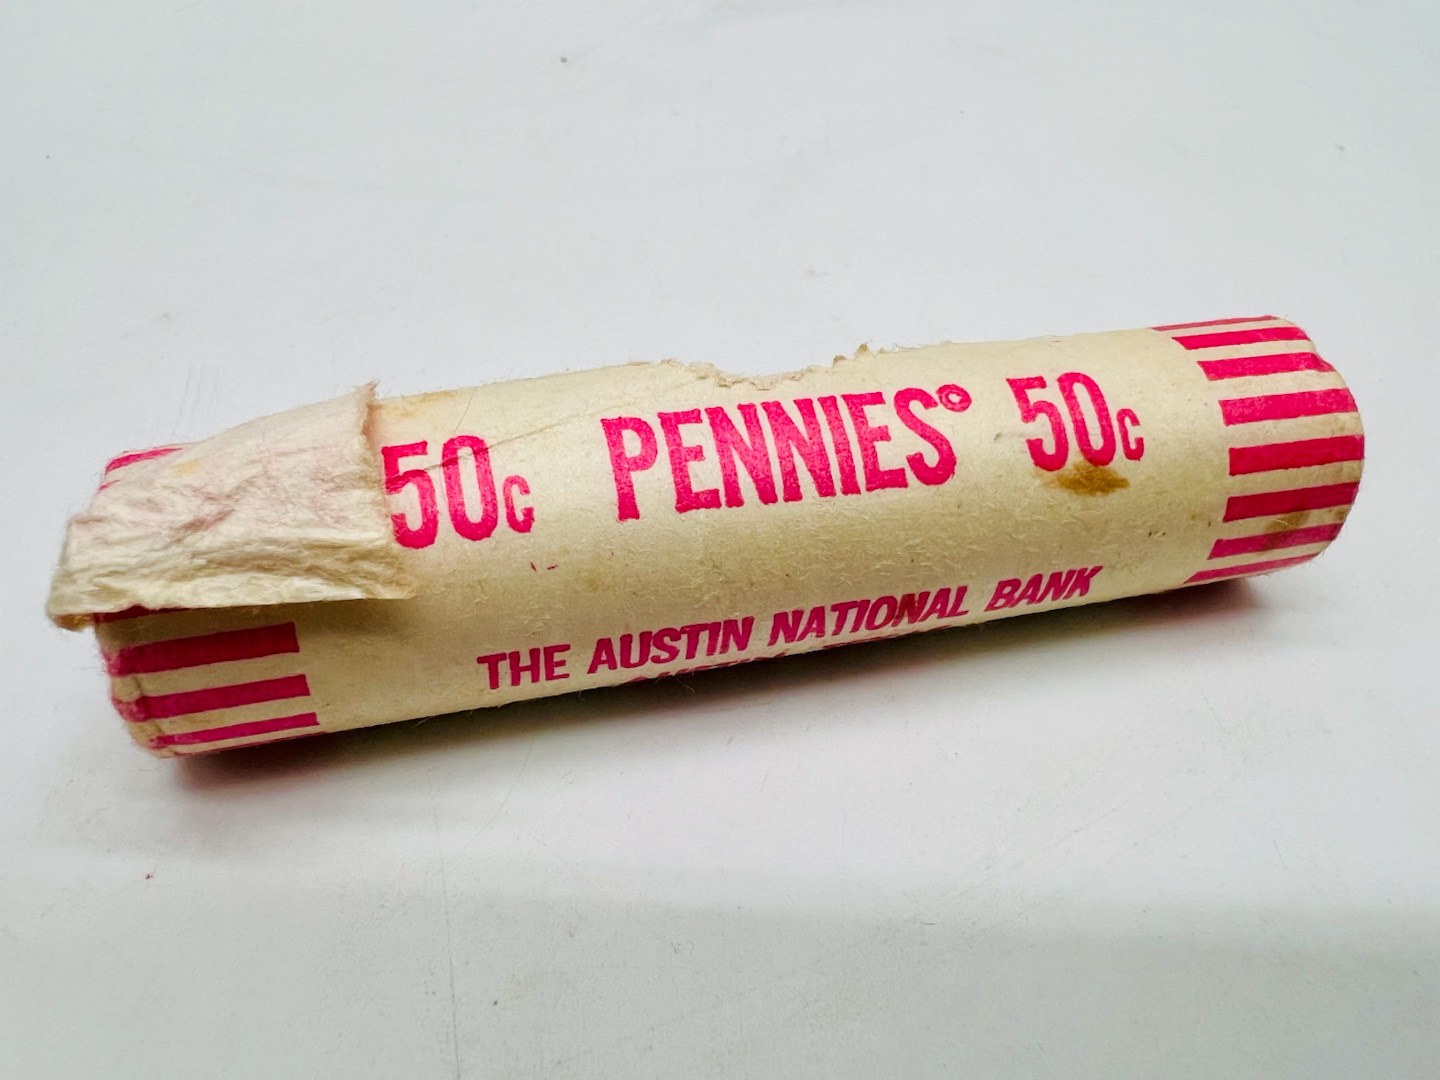 50c PENNIES© 50c
THE AUSTIN NATIONAL BANK